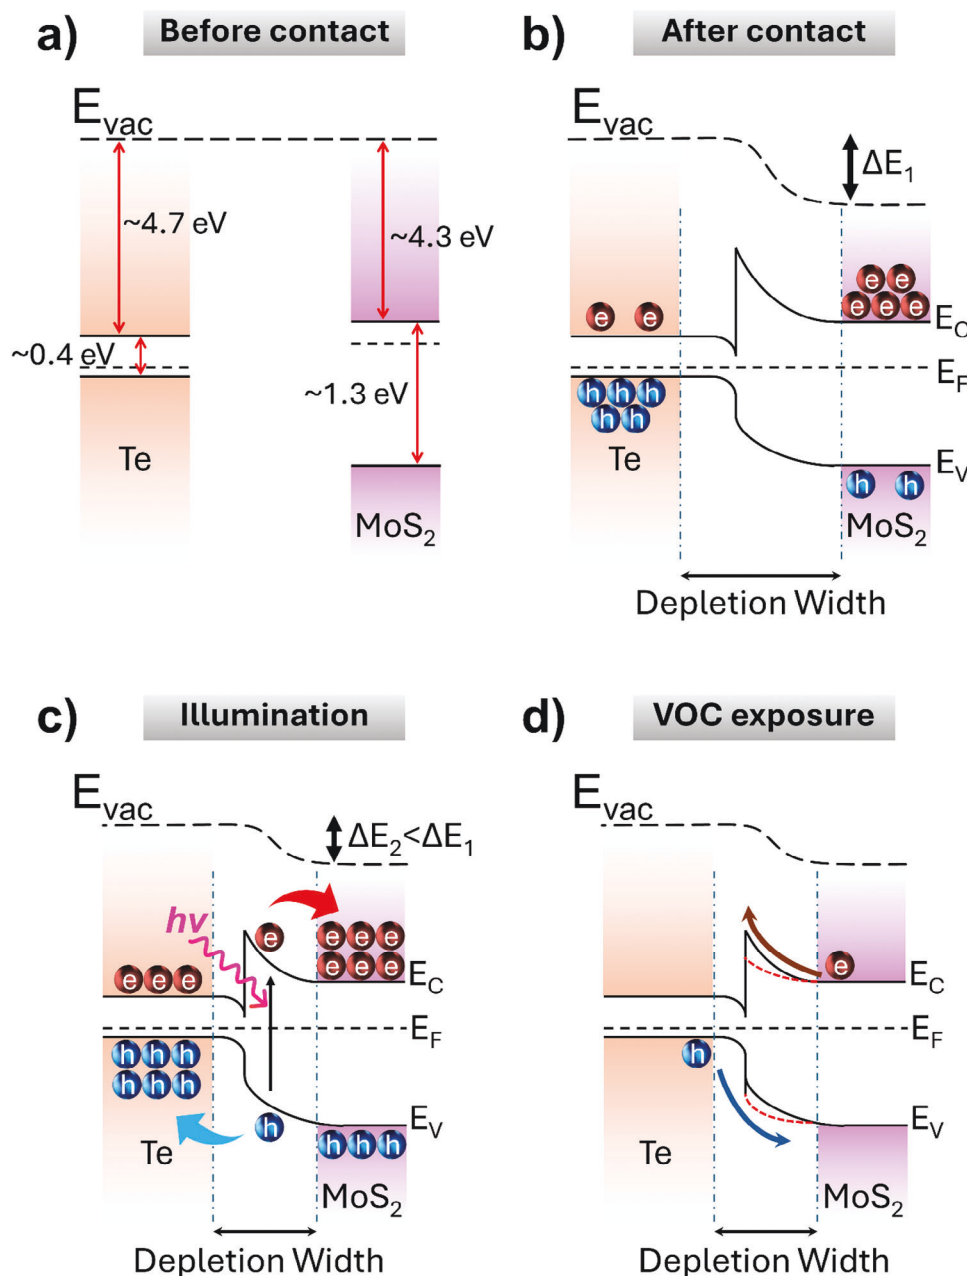 a) Before contact
E_vac
~4.7 eV
~4.3 eV
~0.4 eV
~1.3 eV
Te
MoS₂
b) After contact
E_vac
ΔE₁
e e
e e e e e
E_C
E_F
h h h h h
Te
E_V
h h
MoS₂
Depletion Width
c) Illumination
E_vac
ΔE₂<ΔE₁
hν
e
e e e e e e
e e e
E_C
E_F
h h h h h h
h
E_V
Te
h h h
MoS₂
Depletion Width
d) VOC exposure
E_vac
e
E_C
E_F
h
E_V
Te
MoS₂
Depletion Width